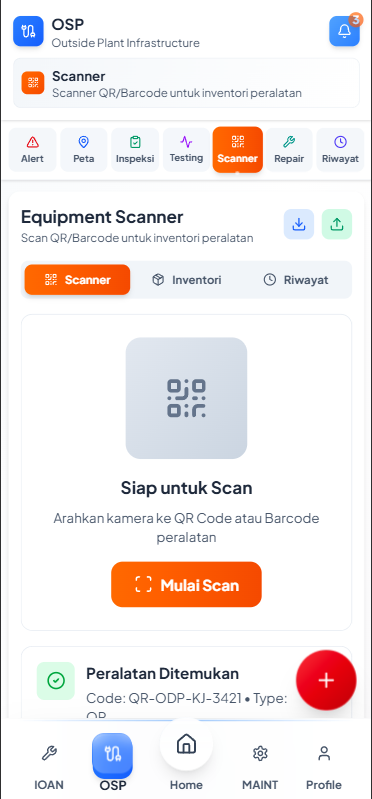 OSP
Outside Plant Infrastructure
3
Scanner
Scanner QR/Barcode untuk inventori peralatan
Alert
Peta
Inspeksi
Testing
Scanner
Repair
Riwayat
Equipment Scanner
Scan QR/Barcode untuk inventori peralatan
Scanner
Inventori
Riwayat
Siap untuk Scan
Arahkan kamera ke QR Code atau Barcode
peralatan
Mulai Scan
Peralatan Ditemukan
Code: QR-ODP-KJ-3421 • Type:
IOAN
OSP
Home
MAINT
Profile